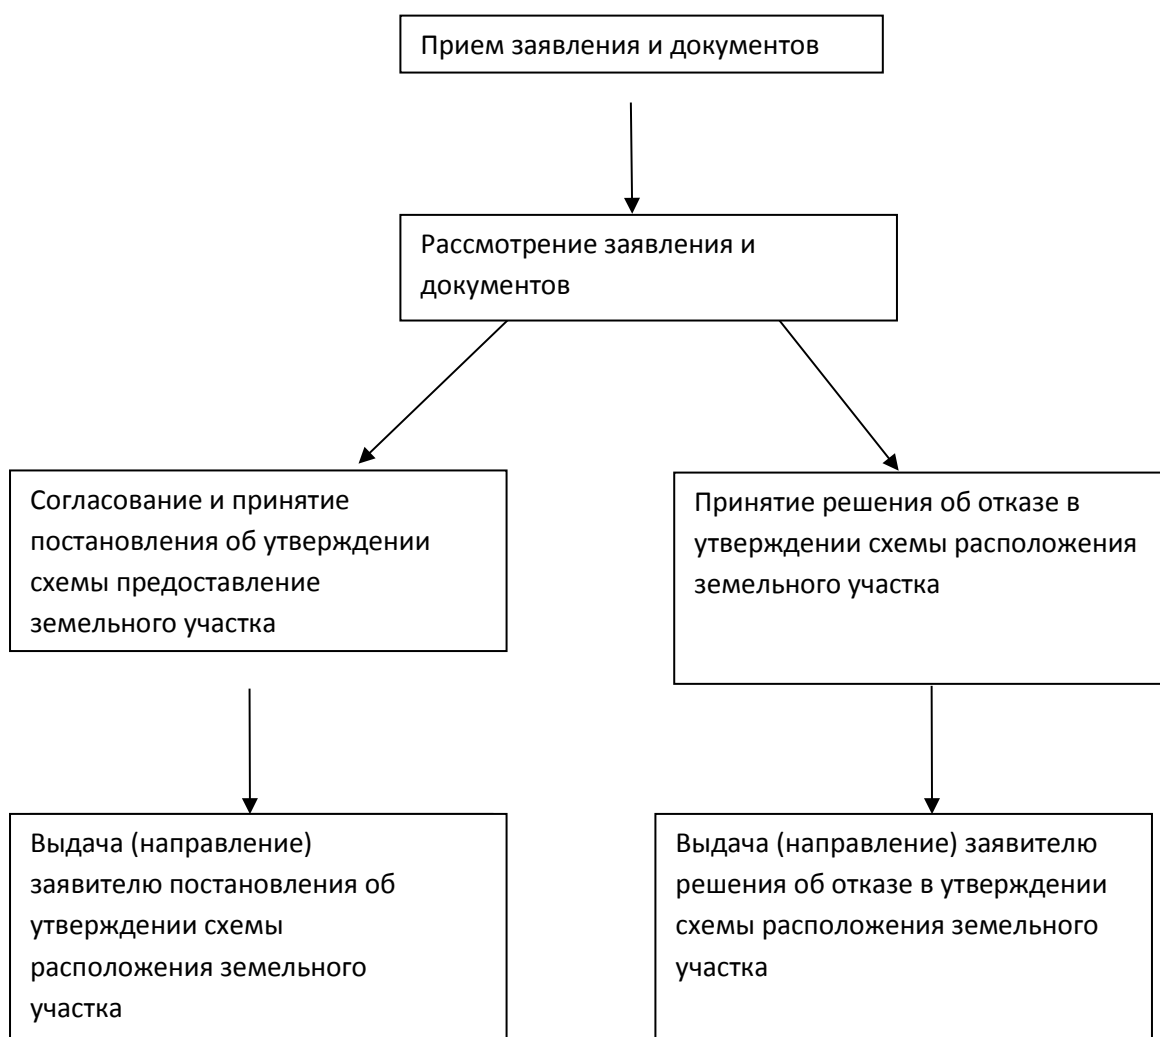 Прием заявления и документов
Рассмотрение заявления и
документов
Согласование и принятие
постановления об утверждении
схемы предоставление
земельного участка
Принятие решения об отказе в
утверждении схемы расположения
земельного участка
Выдача (направление)
заявителю постановления об
утверждении схемы
расположения земельного
участка
Выдача (направление) заявителю
решения об отказе в утверждении
схемы расположения земельного
участка